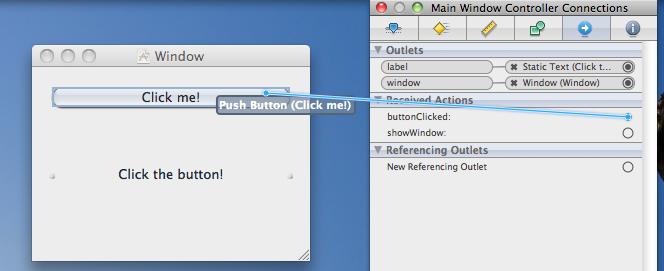 Main Window Controller Connections
Window
Click me!
Push Button (Click me!)
Click the button!
Outlets
label
Static Text (Click t...
window
Window (Window)
Received Actions
buttonClicked:
showWindow:
Referencing Outlets
New Referencing Outlet